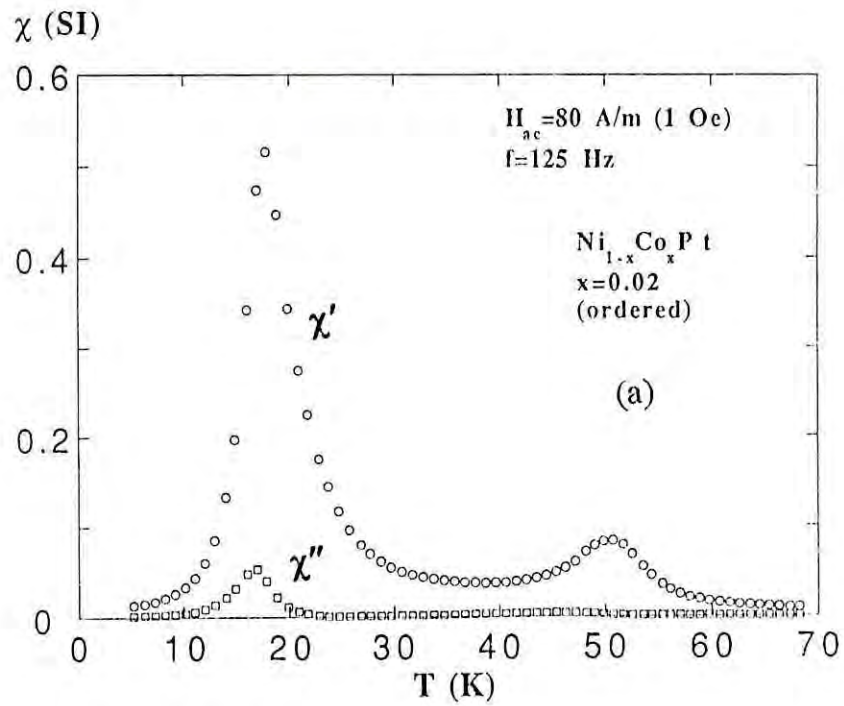 χ (SI)
0.6
0.4
0.2
0
H_ac=80 A/m (1 Oe)
f=125 Hz
Ni_1-xCo_xP t
x=0.02
(ordered)
χ'
(a)
χ''
0 10 20 30 40 50 60 70
T (K)